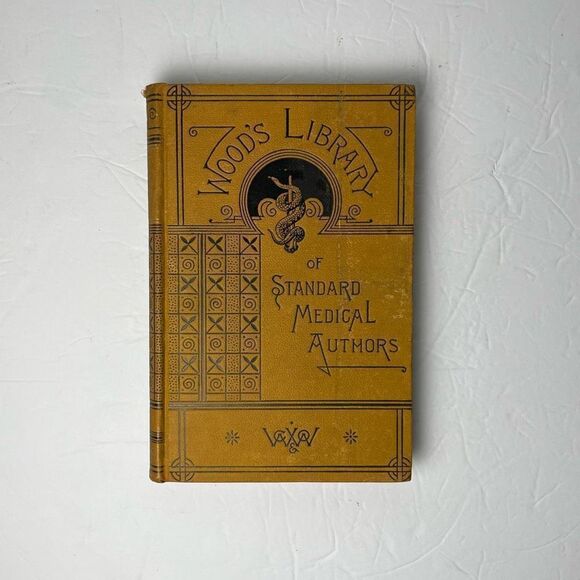 WOOD'S LIBRARY
OF
STANDARD
MEDICAL
AUTHORS